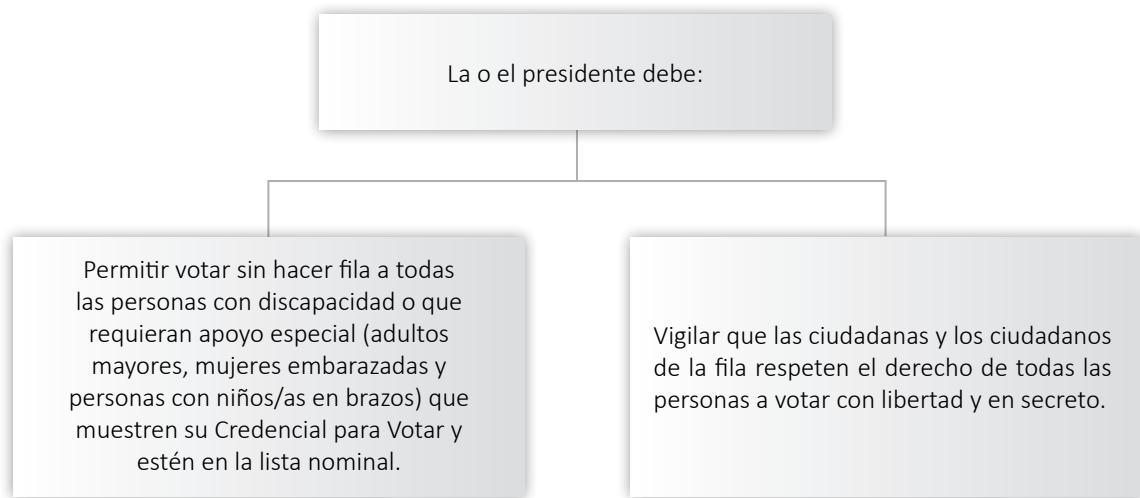 La o el presidente debe:
Permitir votar sin hacer fila a todas
las personas con discapacidad o que
requieran apoyo especial (adultos
mayores, mujeres embarazadas y
personas con niños/as en brazos) que
muestren su Credencial para Votar y
estén en la lista nominal.
Vigilar que las ciudadanas y los ciudadanos
de la fila respeten el derecho de todas las
personas a votar con libertad y en secreto.